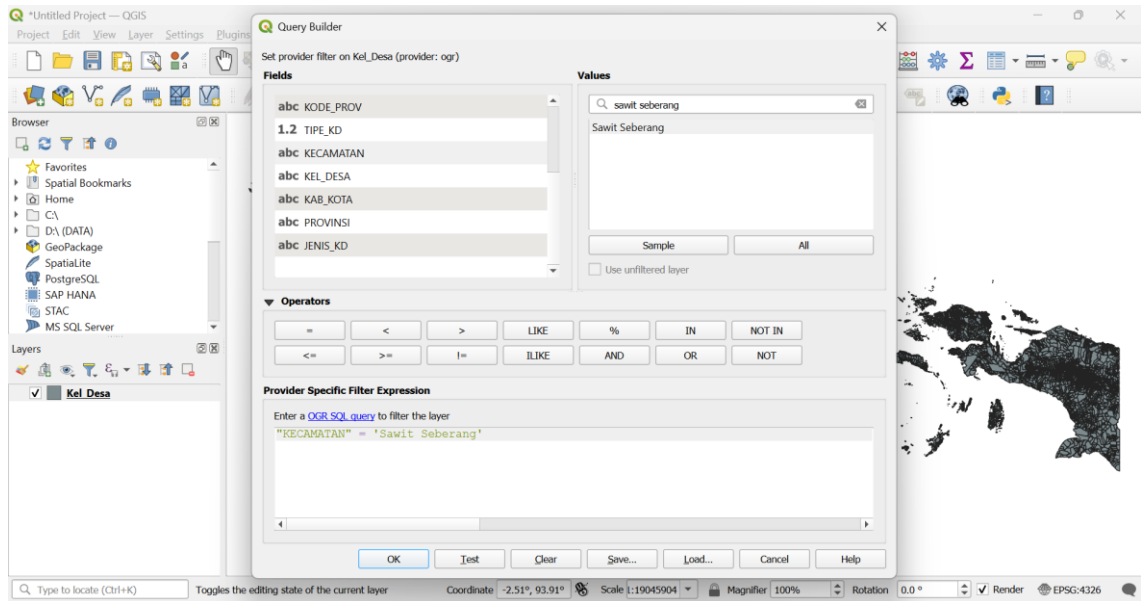 *Untitled Project — QGIS
Project Edit View Layer Settings Plugins
Query Builder
Set provider filter on Kel_Desa (provider: ogr)
Fields
Values
abc KODE_PROV
1.2 TIPE_KD
abc KECAMATAN
abc KEL_DESA
abc KAB_KOTA
abc PROVINSI
abc JENIS_KD
sawit seberang
Sawit Seberang
Sample
All
Use unfiltered layer
Operators
= < > LIKE % IN NOT IN
<= >= != ILIKE AND OR NOT
Provider Specific Filter Expression
Enter a OGR SQL query to filter the layer
"KECAMATAN" = 'Sawit Seberang'
OK Test Clear Save... Load... Cancel Help
Browser
Favorites
Spatial Bookmarks
Home
C:\
D:\ (DATA)
GeoPackage
SpatiaLite
PostgreSQL
SAP HANA
STAC
MS SQL Server
Layers
Kel_Desa
Type to locate (Ctrl+K) Toggles the editing state of the current layer Coordinate -2.51°, 93.91° Scale 1:19045904 Magnifier 100% Rotation 0.0 ° Render EPSG:4326